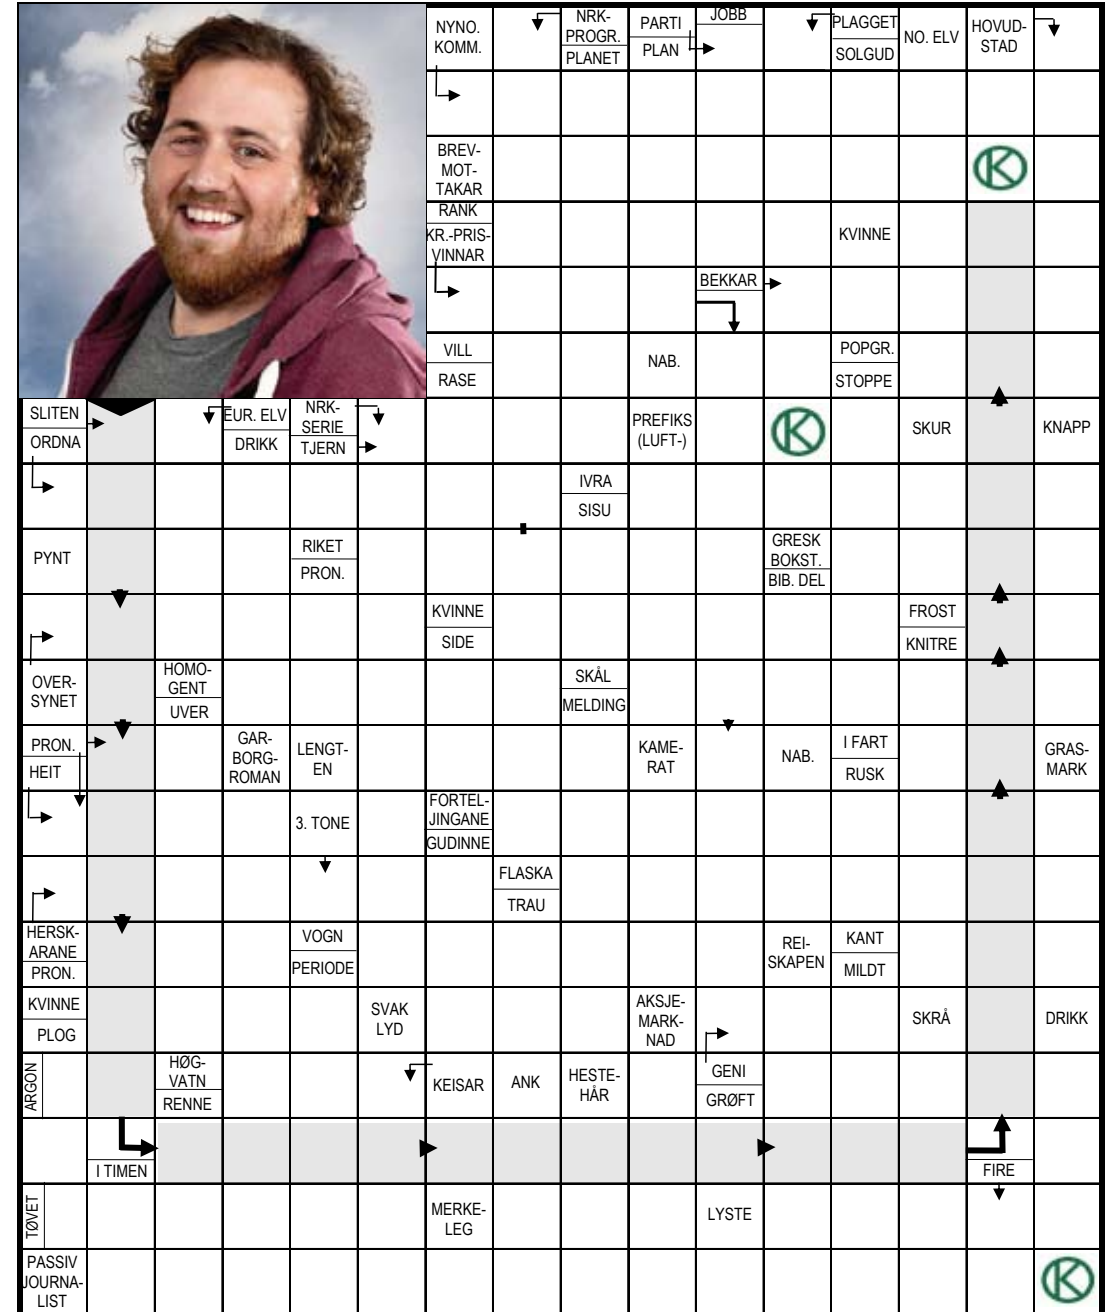 NYNO.
KOMM.
NRK-
PROGR.
PLANET
PARTI
PLAN
JOBB
PLAGGET
SOLGUD
NO. ELV
HOVUD-
STAD
BREV-
MOT-
TAKAR
K
RANK
KR.-PRIS-
VINNAR
KVINNE
BEKKAR
VILL
RASE
NAB.
POPGR.
STOPPE
SLITEN
ORDNA
EUR. ELV
DRIKK
NRK-
SERIE
TJERN
PREFIKS
(LUFT-)
K
SKUR
KNAPP
IVRA
SISU
PYNT
RIKET
PRON.
GRESK
BOKST.
BIB. DEL
KVINNE
SIDE
FROST
KNITRE
OVER-
SYNET
HOMO-
GENT
UVER
SKÅL
MELDING
PRON.
HEIT
GAR-
BORG-
ROMAN
LENGT-
EN
KAME-
RAT
NAB.
I FART
RUSK
GRAS-
MARK
3. TONE
FORTEL-
JINGANE
GUDINNE
FLASKA
TRAU
HERSK-
ARANE
PRON.
VOGN
PERIODE
REI-
SKAPEN
KANT
MILDT
KVINNE
PLOG
SVAK
LYD
AKSJE-
MARK-
NAD
SKRÅ
DRIKK
ARGON
HØG-
VATN
RENNE
KEISAR
ANK
HESTE-
HÅR
GENI
GRØFT
I TIMEN
FIRE
TØVET
MERKE-
LEG
LYSTE
PASSIV
JOURNA-
LIST
K